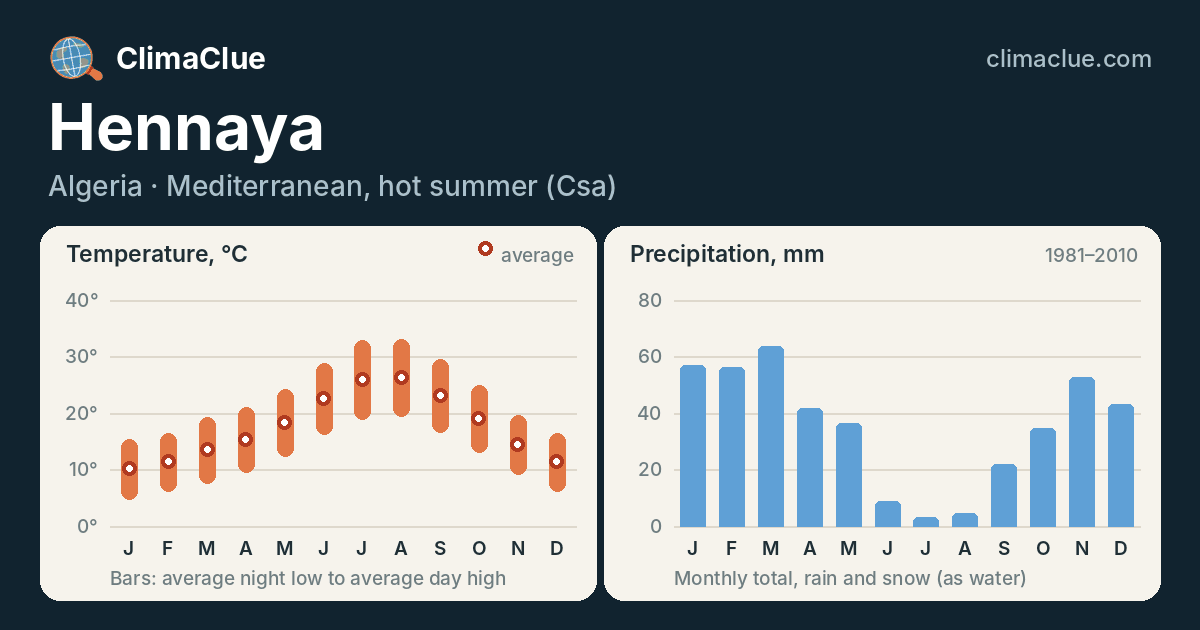 ClimaClue
climaclue.com
Hennaya
Algeria · Mediterranean, hot summer (Csa)
Temperature, °C
average
40°
30°
20°
10°
0°
J F M A M J J A S O N D
Bars: average night low to average day high
Precipitation, mm
1981–2010
80
60
40
20
0
J F M A M J J A S O N D
Monthly total, rain and snow (as water)